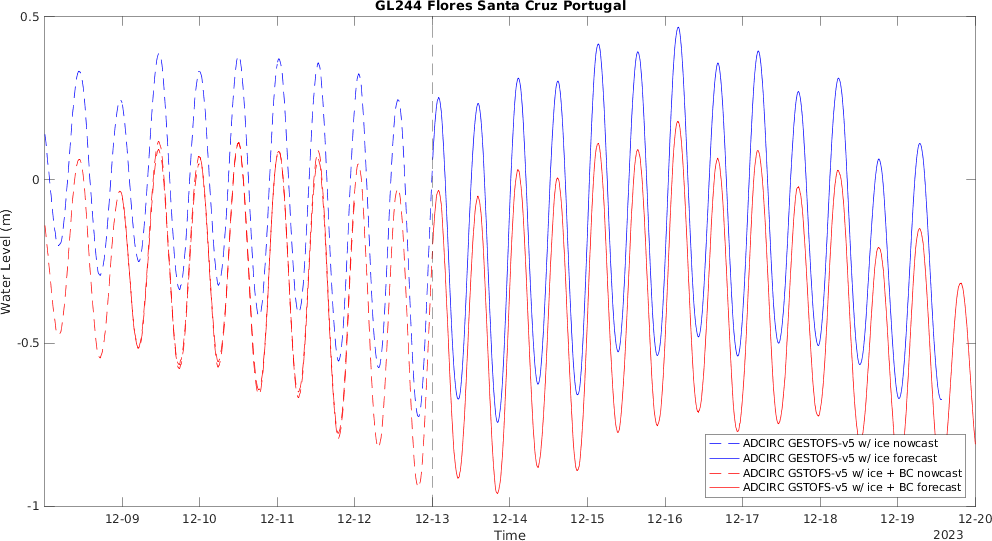 GL244 Flores Santa Cruz Portugal
0.5
0
-0.5
-1
Water Level (m)
ADCIRC GESTOFS-v5 w/ ice nowcast
ADCIRC GESTOFS-v5 w/ ice forecast
ADCIRC GSTOFS-v5 w/ ice + BC nowcast
ADCIRC GSTOFS-v5 w/ ice + BC forecast
12-09 12-10 12-11 12-12 12-13 12-14 12-15 12-16 12-17 12-18 12-19 12-20
Time
2023